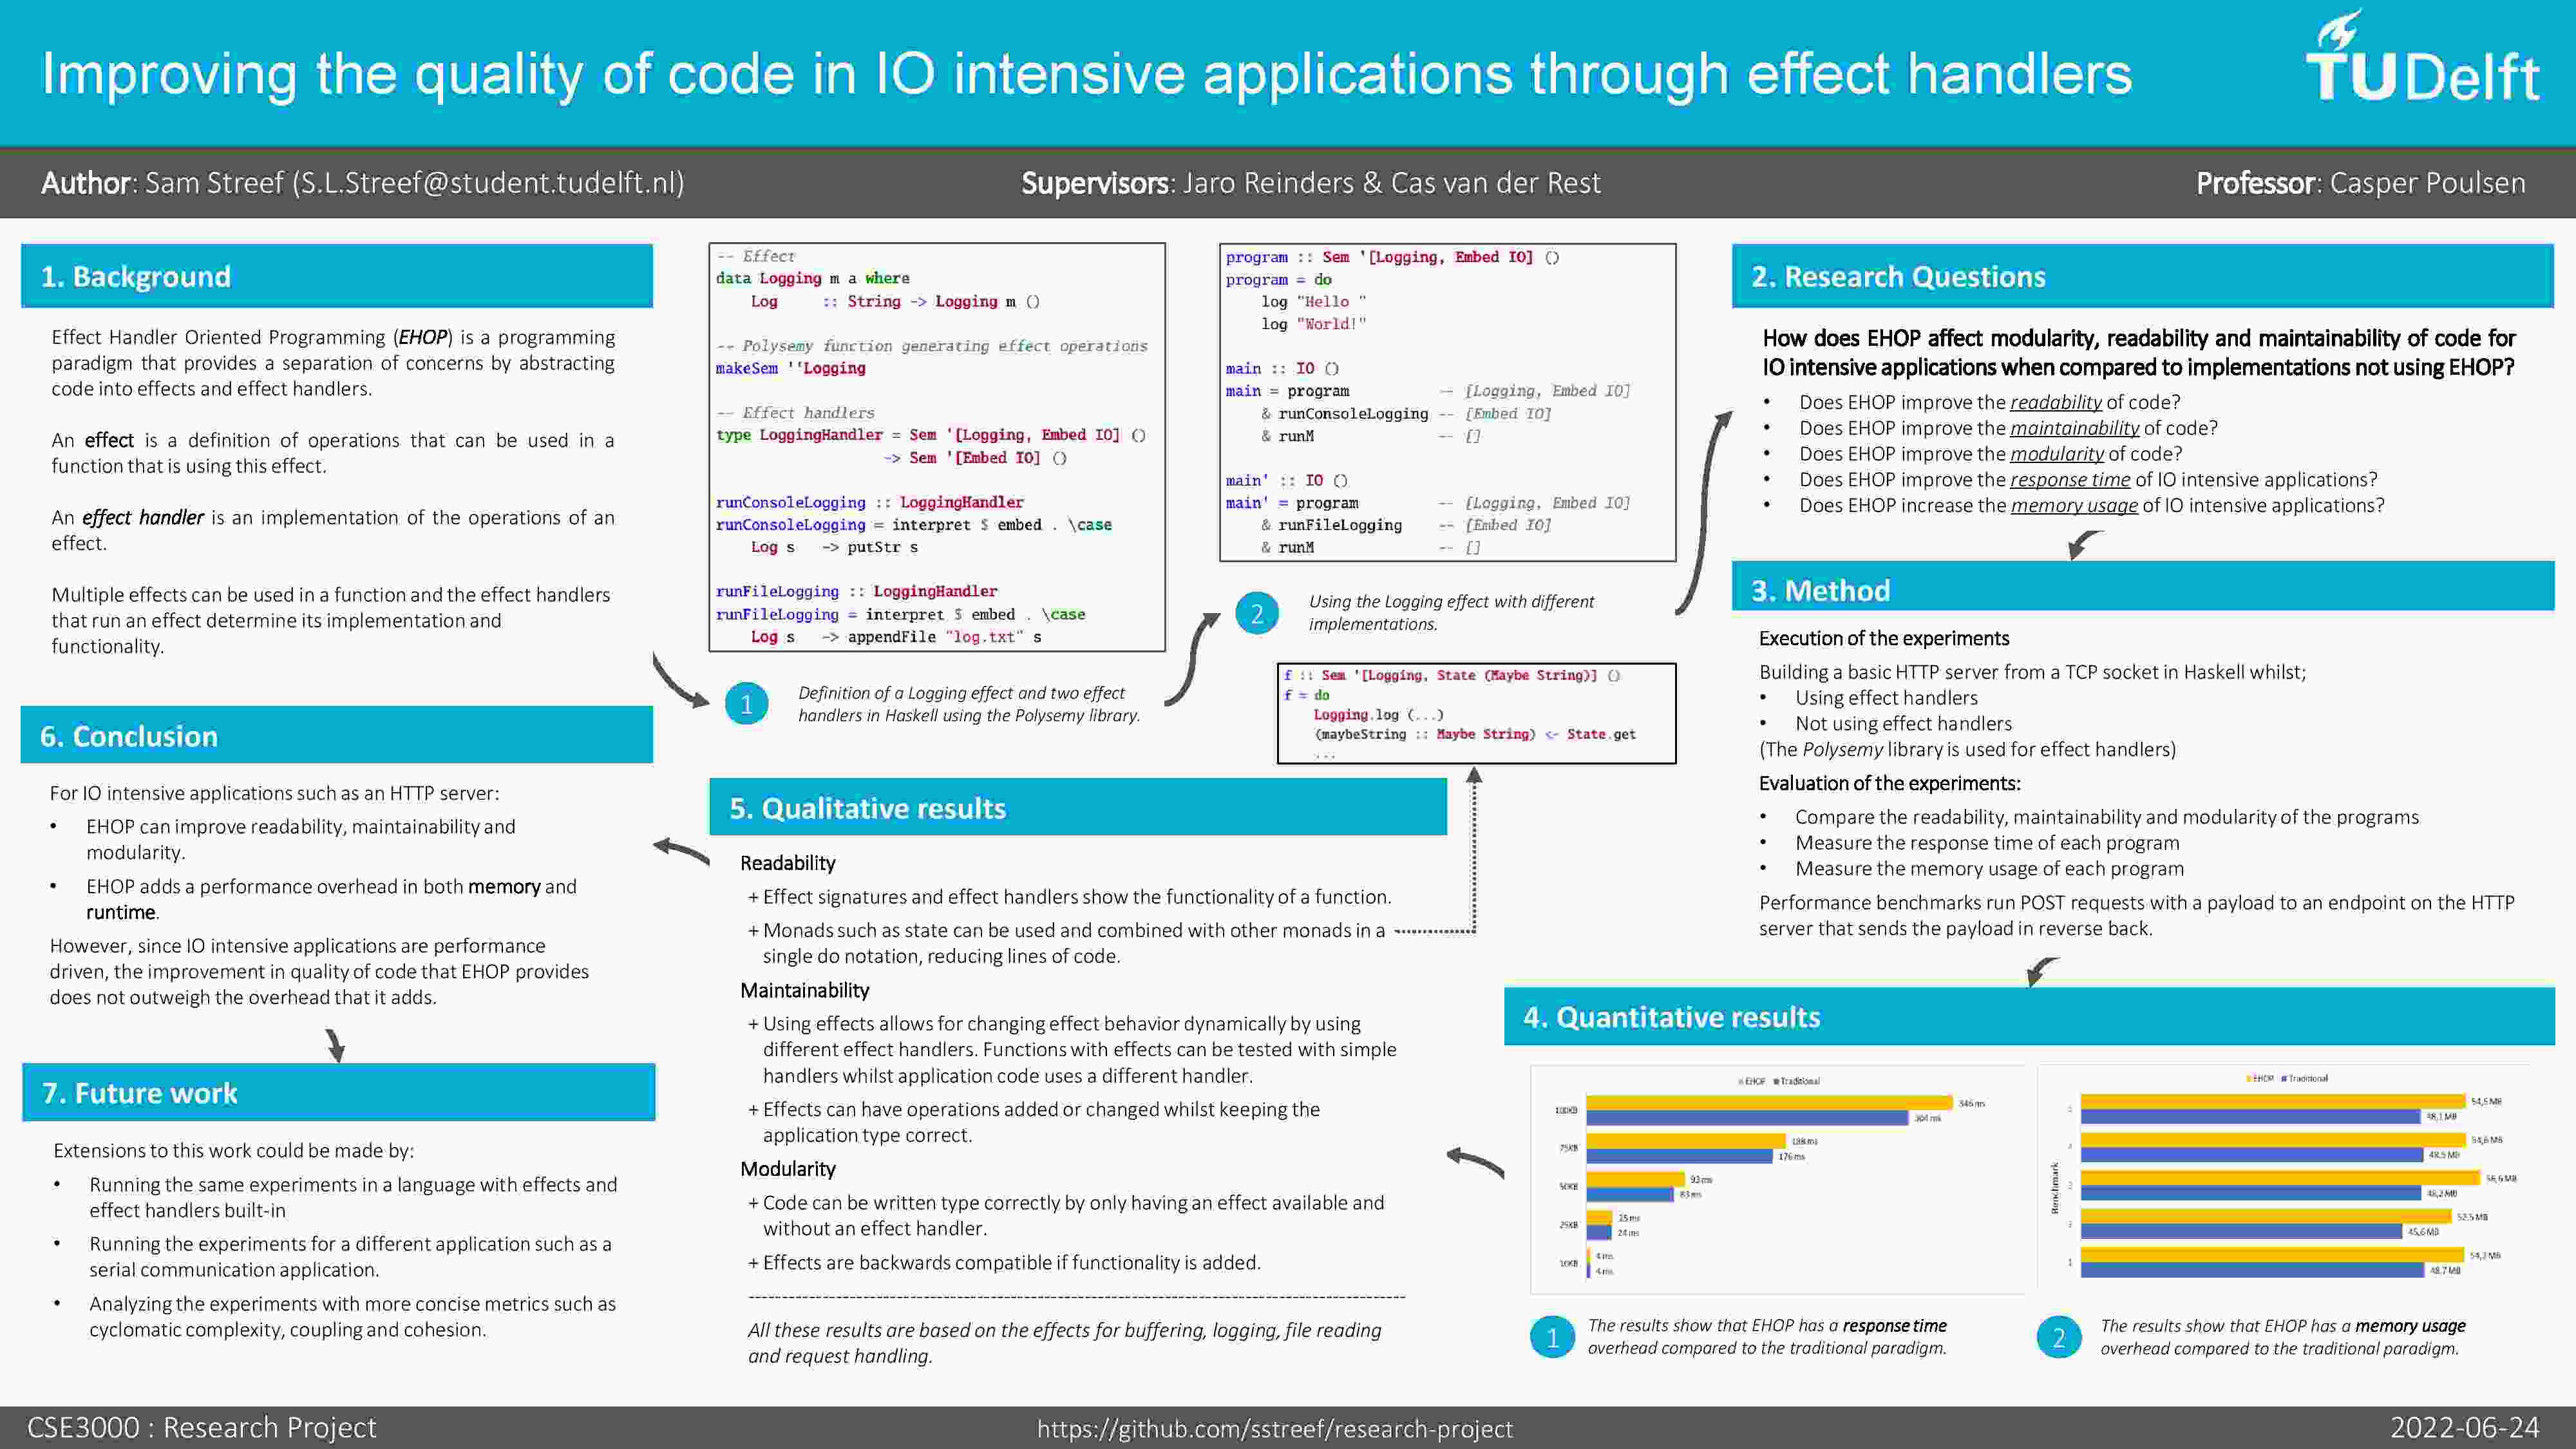 Improving the quality of code in IO intensive applications through effect handlers
TU Delft
Author: Sam Streef (S.L.Streef@student.tudelft.nl)
Supervisors: Jaro Reinders & Cas van der Rest
Professor: Casper Poulsen
1. Background
Effect Handler Oriented Programming (EHOP) is a programming
paradigm that provides a separation of concerns by abstracting
code into effects and effect handlers.
An effect is a definition of operations that can be used in a
function that is using this effect.
An effect handler is an implementation of the operations of an
effect.
Multiple effects can be used in a function and the effect handlers
that run an effect determine its implementation and
functionality.
-- Effect
data Logging m a where
    Log     :: String -> Logging m ()
-- Polysemy function generating effect operations
makeSem ''Logging
-- Effect handlers
type LoggingHandler = Sem '[Logging, Embed IO] ()
                   -> Sem '[Embed IO] ()
runConsoleLogging :: LoggingHandler
runConsoleLogging = interpret $ embed . \case
    Log s   -> putStr s
runFileLogging :: LoggingHandler
runFileLogging = interpret $ embed . \case
    Log s   -> appendFile "log.txt" s
1
Definition of a Logging effect and two effect
handlers in Haskell using the Polysemy library.
program :: Sem '[Logging, Embed IO] ()
program = do
    log "Hello "
    log "World!"
main :: IO ()
main = program          -- [Logging, Embed IO]
    & runConsoleLogging -- [Embed IO]
    & runM              -- []
main' :: IO ()
main' = program         -- [Logging, Embed IO]
    & runFileLogging    -- [Embed IO]
    & runM              -- []
2
Using the Logging effect with different
implementations.
f :: Sem '[Logging, State (Maybe String)] ()
f = do
    Logging.log (...)
    (maybeString :: Maybe String) <- State.get
    ...
2. Research Questions
How does EHOP affect modularity, readability and maintainability of code for
IO intensive applications when compared to implementations not using EHOP?
• Does EHOP improve the readability of code?
• Does EHOP improve the maintainability of code?
• Does EHOP improve the modularity of code?
• Does EHOP improve the response time of IO intensive applications?
• Does EHOP increase the memory usage of IO intensive applications?
3. Method
Execution of the experiments
Building a basic HTTP server from a TCP socket in Haskell whilst;
• Using effect handlers
• Not using effect handlers
(The Polysemy library is used for effect handlers)
Evaluation of the experiments:
• Compare the readability, maintainability and modularity of the programs
• Measure the response time of each program
• Measure the memory usage of each program
Performance benchmarks run POST requests with a payload to an endpoint on the HTTP
server that sends the payload in reverse back.
4. Quantitative results
EHOP Traditional
100KB 346 ms
304 ms
75KB 188 ms
176 ms
50KB 93 ms
83 ms
25KB 25 ms
24 ms
10KB 4 ms
4 ms
1
The results show that EHOP has a response time
overhead compared to the traditional paradigm.
EHOP Traditional
Benchmark
5 54,5 MB
48,1 MB
4 54,6 MB
48,5 MB
56,6 MB
48,2 MB
52,5 MB
45,6 MB
1 54,2 MB
48,7 MB
2
The results show that EHOP has a memory usage
overhead compared to the traditional paradigm.
5. Qualitative results
Readability
+ Effect signatures and effect handlers show the functionality of a function.
+ Monads such as state can be used and combined with other monads in a
single do notation, reducing lines of code.
Maintainability
+ Using effects allows for changing effect behavior dynamically by using
different effect handlers. Functions with effects can be tested with simple
handlers whilst application code uses a different handler.
+ Effects can have operations added or changed whilst keeping the
application type correct.
Modularity
+ Code can be written type correctly by only having an effect available and
without an effect handler.
+ Effects are backwards compatible if functionality is added.
All these results are based on the effects for buffering, logging, file reading
and request handling.
6. Conclusion
For IO intensive applications such as an HTTP server:
• EHOP can improve readability, maintainability and
modularity.
• EHOP adds a performance overhead in both memory and
runtime.
However, since IO intensive applications are performance
driven, the improvement in quality of code that EHOP provides
does not outweigh the overhead that it adds.
7. Future work
Extensions to this work could be made by:
• Running the same experiments in a language with effects and
effect handlers built-in
• Running the experiments for a different application such as a
serial communication application.
• Analyzing the experiments with more concise metrics such as
cyclomatic complexity, coupling and cohesion.
CSE3000 : Research Project
https://github.com/sstreef/research-project
2022-06-24